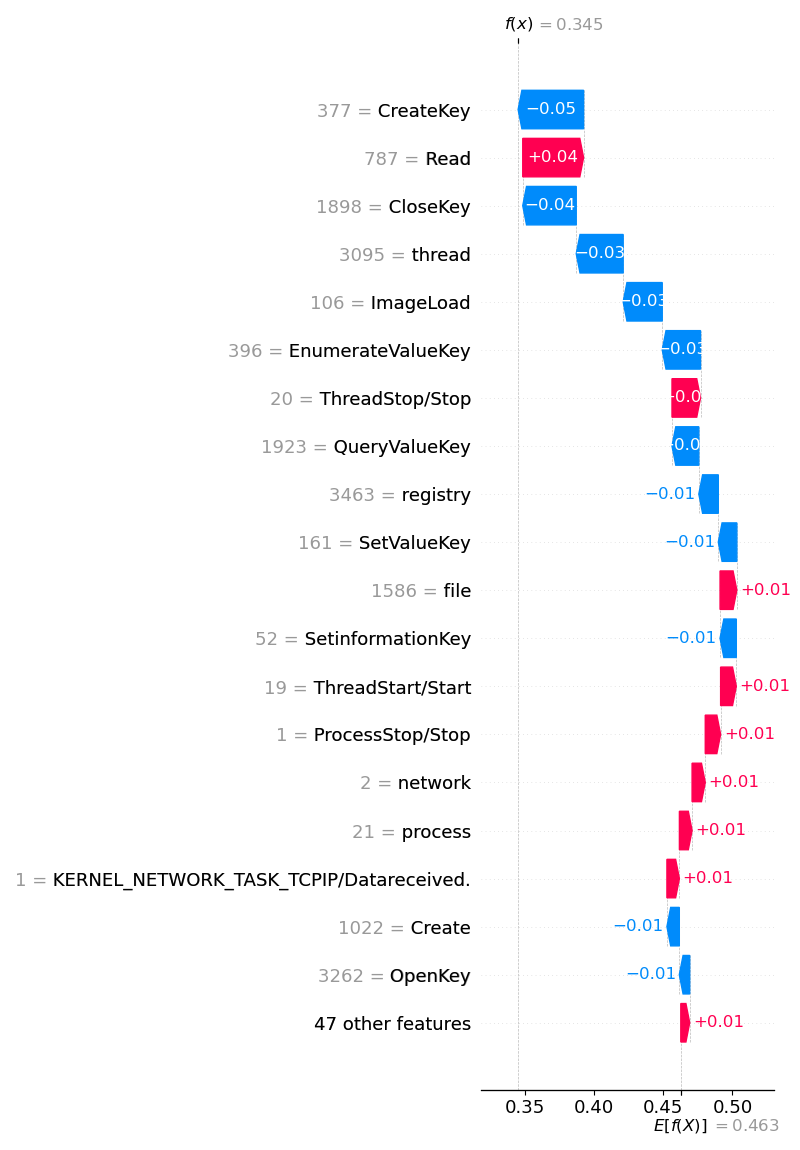 f(x) = 0.345
377 = CreateKey −0.05
787 = Read +0.04
1898 = CloseKey −0.04
3095 = thread −0.03
106 = ImageLoad −0.03
396 = EnumerateValueKey −0.03
20 = ThreadStop/Stop
1923 = QueryValueKey
3463 = registry −0.01
161 = SetValueKey −0.01
1586 = file +0.01
52 = SetinformationKey −0.01
19 = ThreadStart/Start +0.01
1 = ProcessStop/Stop +0.01
2 = network +0.01
21 = process +0.01
1 = KERNEL_NETWORK_TASK_TCPIP/Datareceived. +0.01
1022 = Create −0.01
3262 = OpenKey −0.01
47 other features +0.01
0.35 0.40 0.45 0.50
E[f(X)] = 0.463